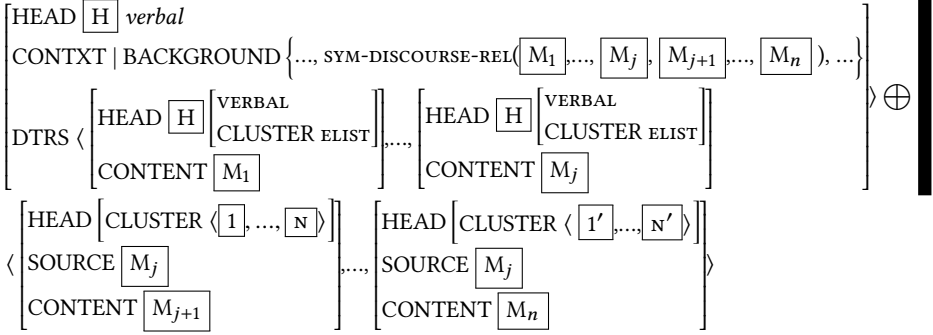 HEAD H verbal
CONTXT | BACKGROUND {..., SYM-DISCOURSE-REL( M1 ,..., Mj , Mj+1 ,..., Mn ), ...}
DTRS ⟨ [HEAD H [VERBAL CLUSTER ELIST] CONTENT M1 ],..., [HEAD H [VERBAL CLUSTER ELIST] CONTENT Mj ] ⟩ ⊕
⟨ [HEAD [CLUSTER ⟨ 1 , ..., N ⟩] SOURCE Mj CONTENT Mj+1 ],..., [HEAD [CLUSTER ⟨ 1′ ,..., N′ ⟩] SOURCE Mj CONTENT Mn ] ⟩